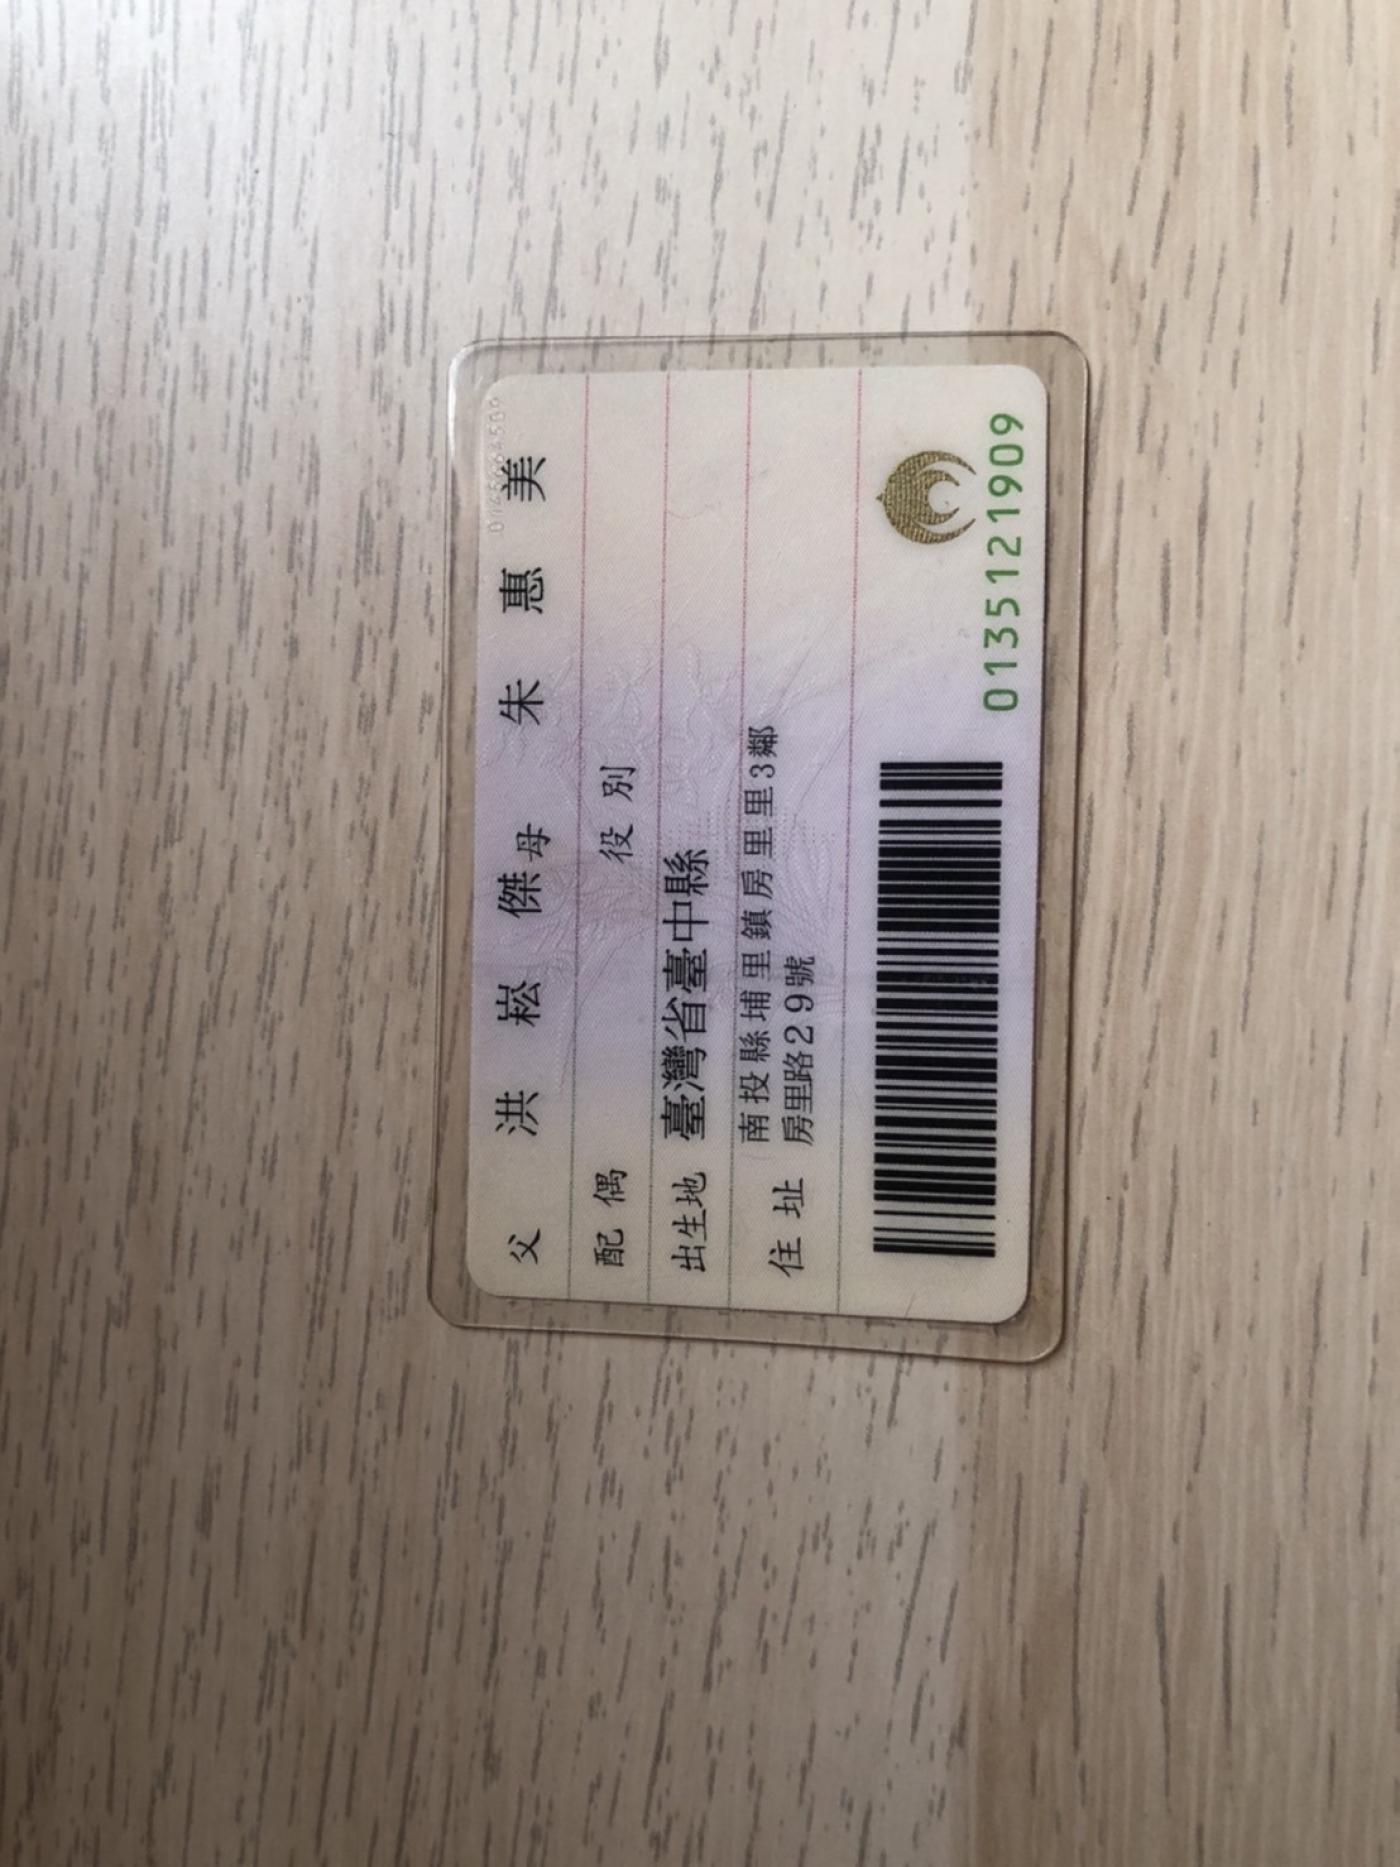 父 洪崧傑 母 朱惠美
配偶 役別
出生地 臺灣省臺中縣
住址 南投縣埔里鎮房里里3鄰
房里路29號
0135121909